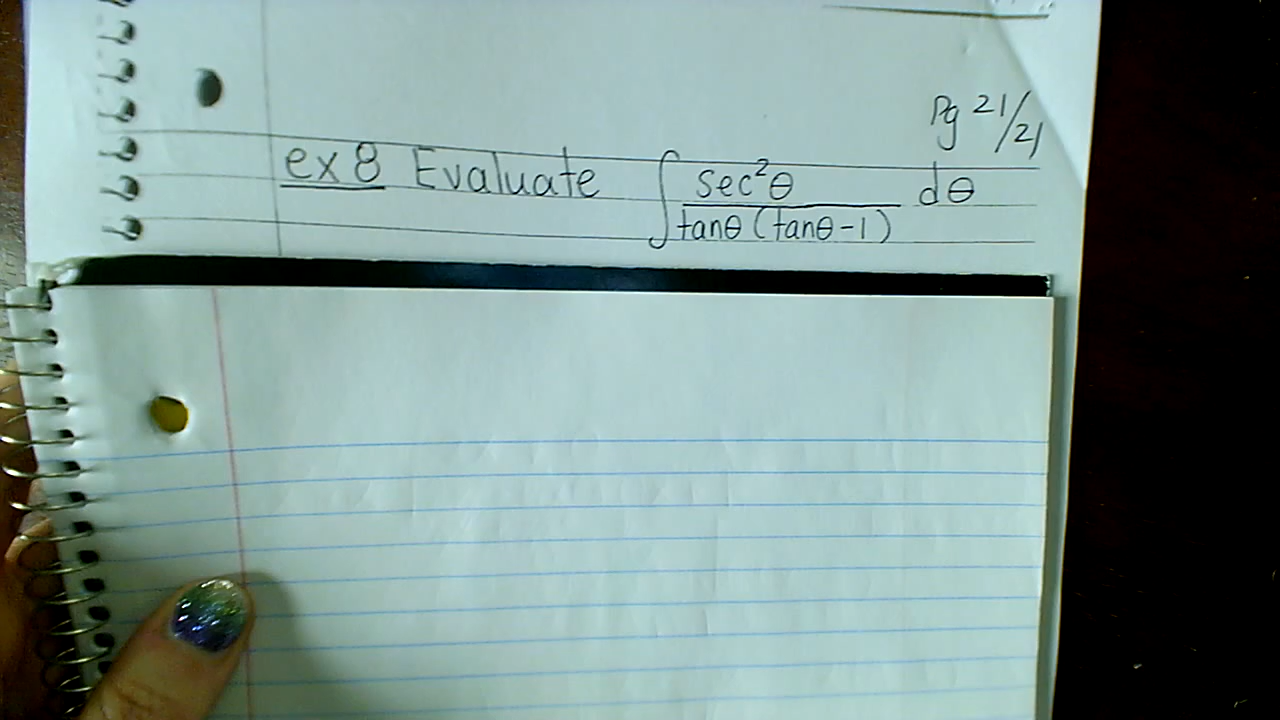 Pg 21/21
ex 8 Evaluate ∫ sec²θ / tanθ (tanθ - 1) dθ